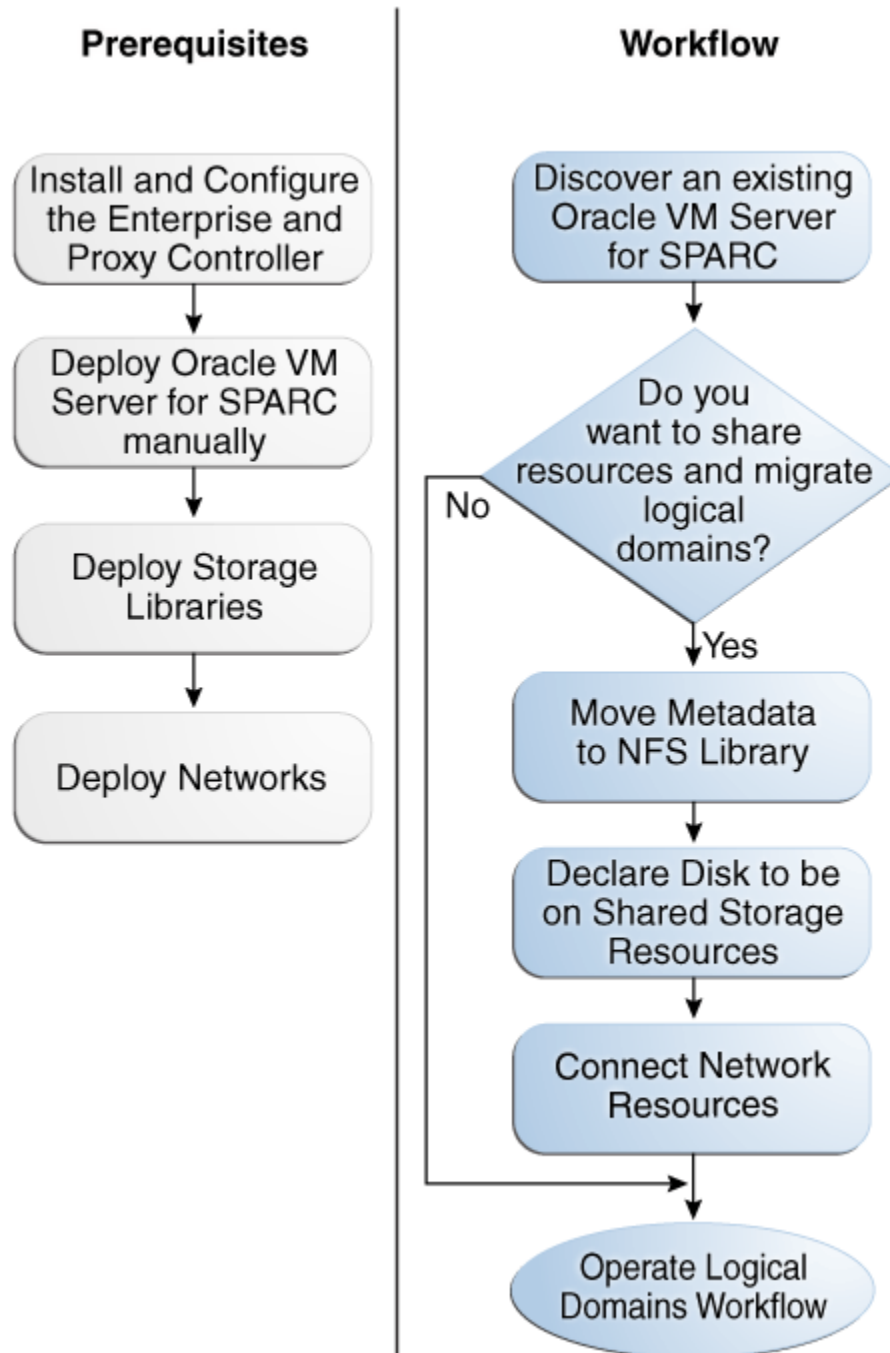 Prerequisites
Install and Configure
the Enterprise and
Proxy Controller
Deploy Oracle VM
Server for SPARC
manually
Deploy Storage
Libraries
Deploy Networks
Workflow
Discover an existing
Oracle VM Server
for SPARC
Do you
want to share
resources and migrate
logical
domains?
No
Yes
Move Metadata
to NFS Library
Declare Disk to be
on Shared Storage
Resources
Connect Network
Resources
Operate Logical
Domains Workflow